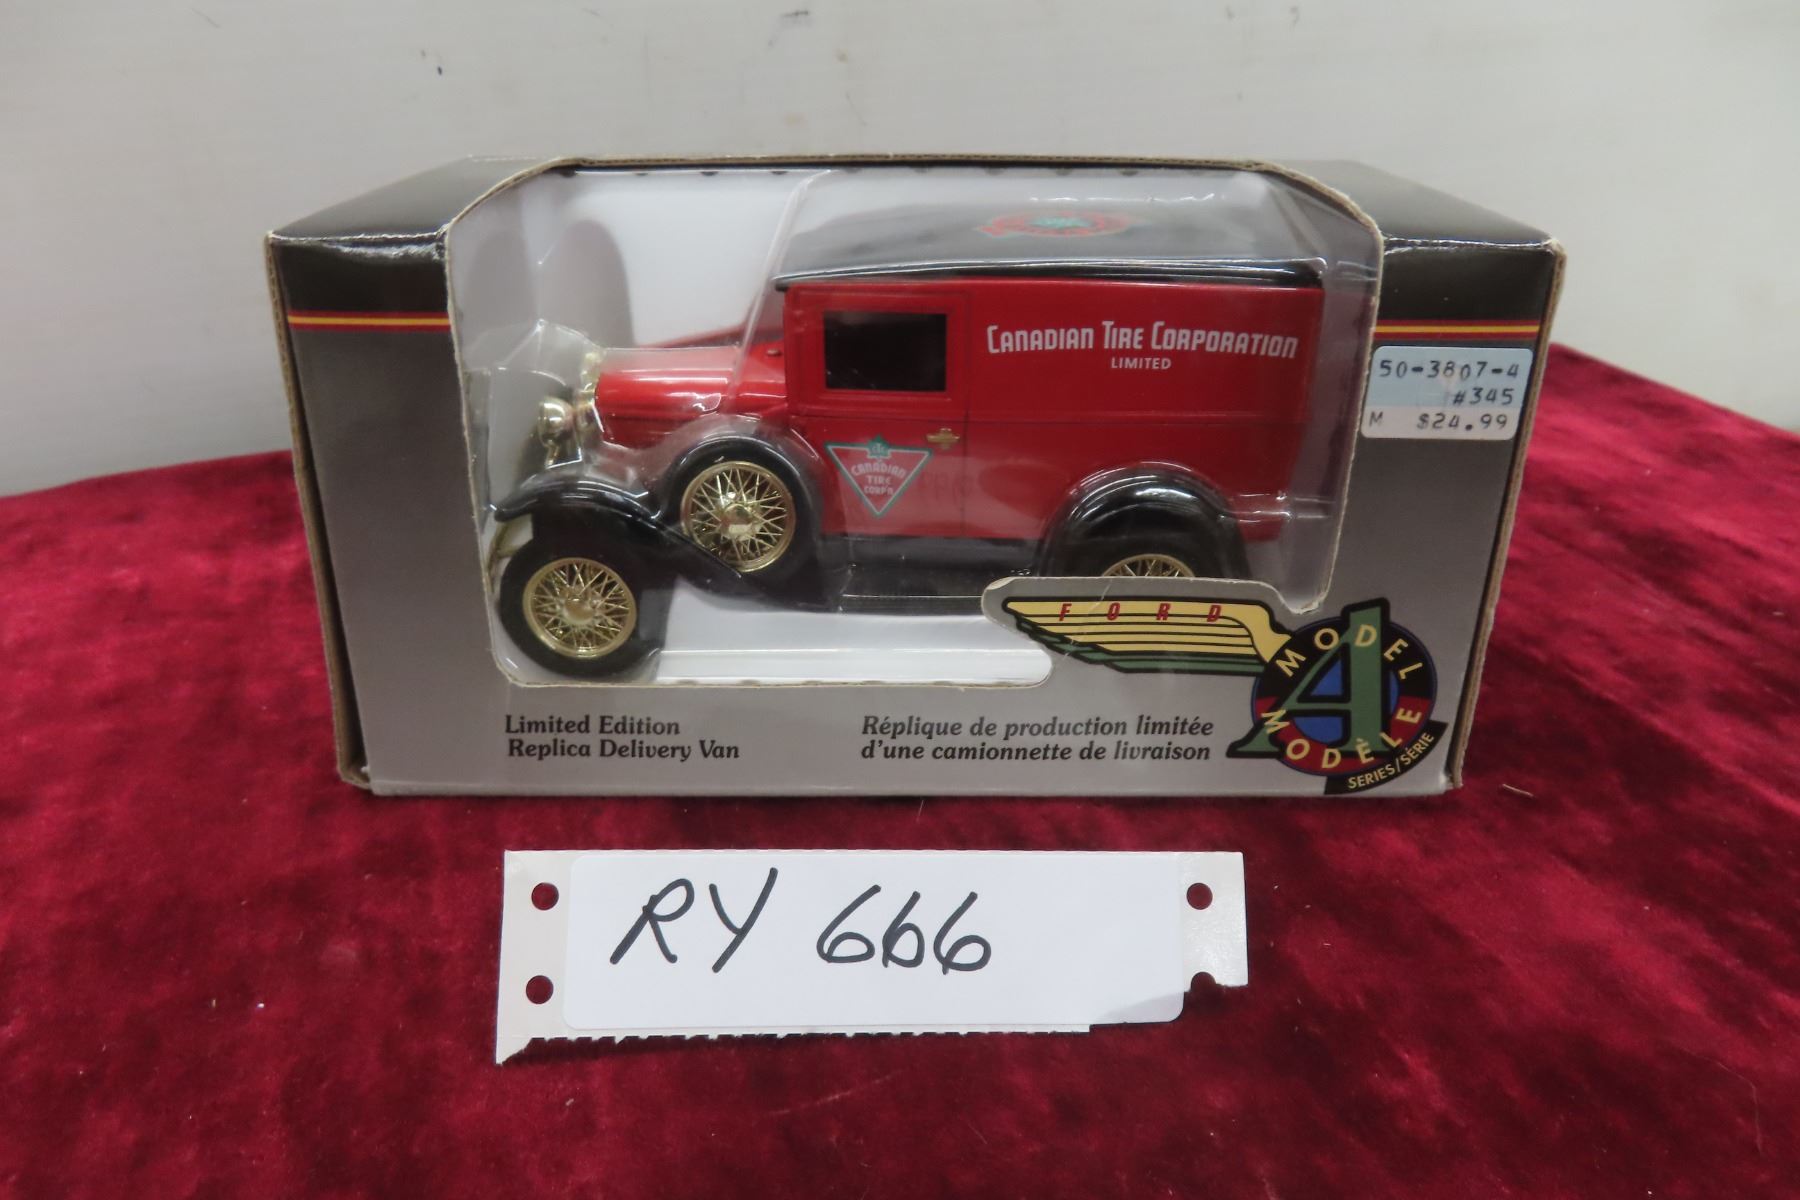 CANADIAN TIRE CORPORATION
LIMITED
50-3807-4
#345
M $24.99
CANADIAN
TIRE
CORP'N
FORD
MODEL
A
MODÈLE
SERIES/SÉRIE
Limited Edition
Replica Delivery Van
Réplique de production limitée
d'une camionnette de livraison
RY 666